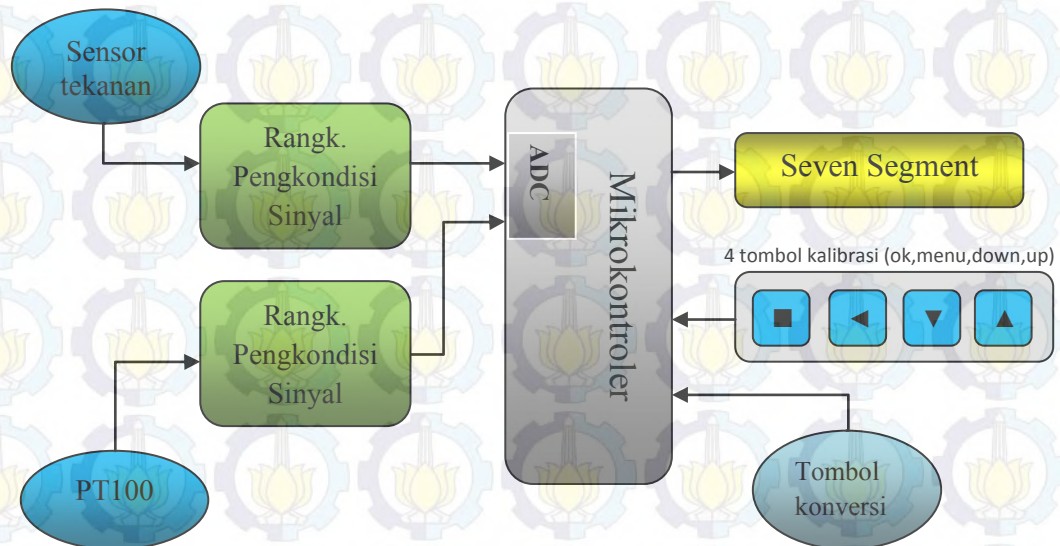 Sensor
tekanan
Rangk.
Pengkondisi
Sinyal
ADC
Mikrokontroler
Seven Segment
4 tombol kalibrasi (ok,menu,down,up)
Rangk.
Pengkondisi
Sinyal
PT100
Tombol
konversi